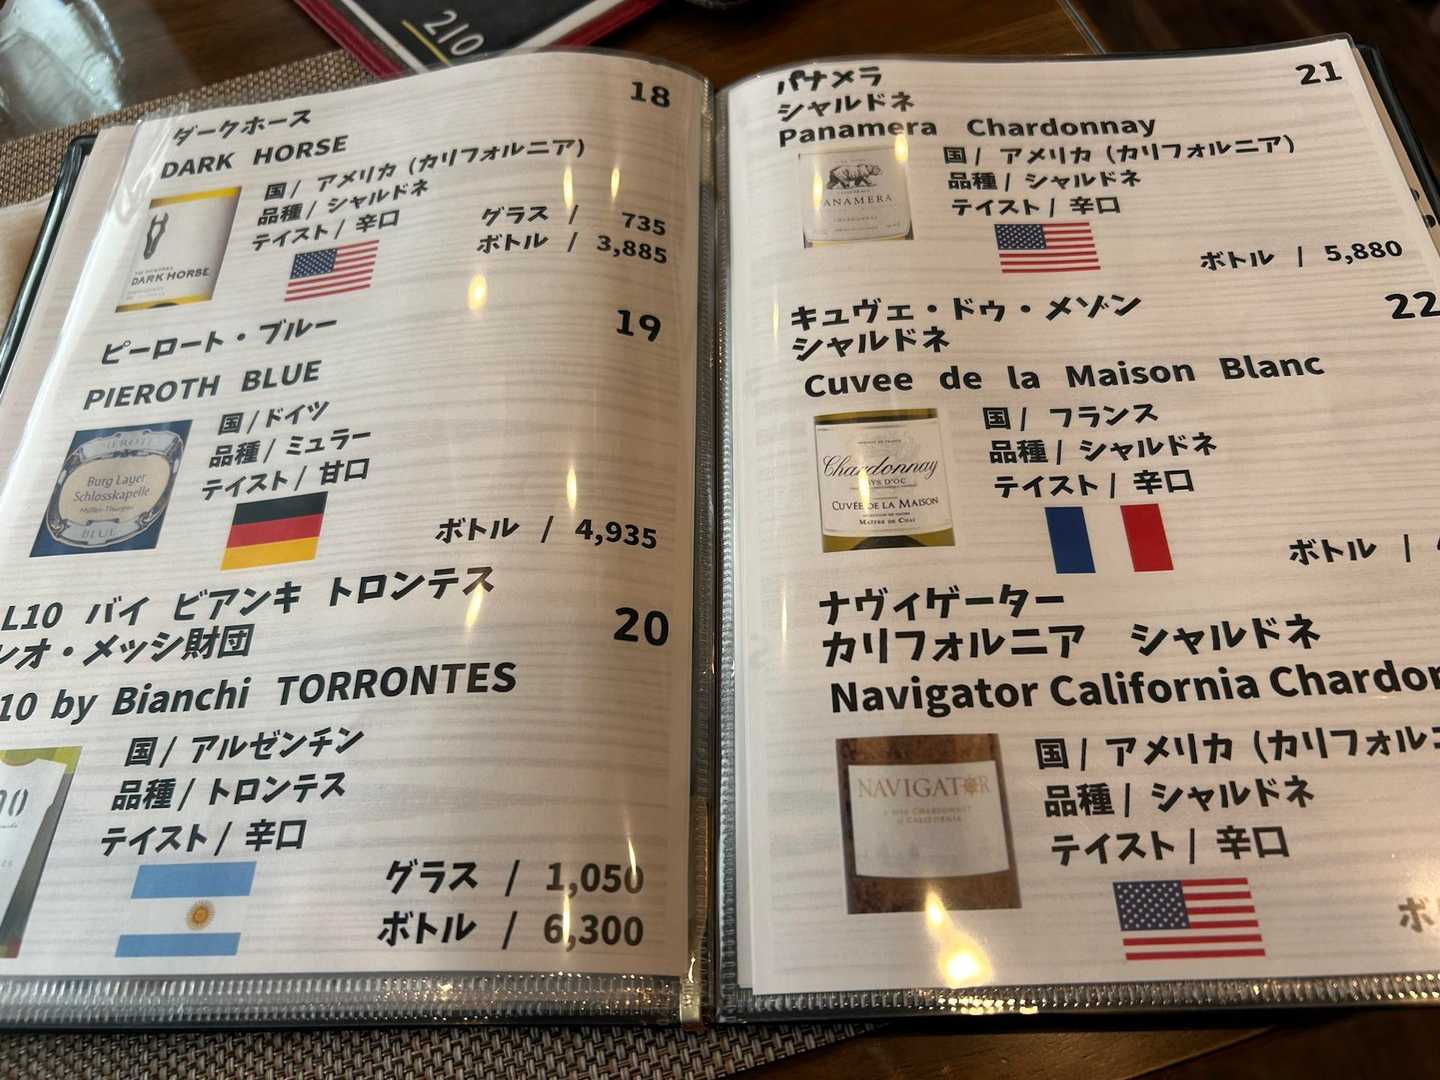 210
18
ダークホース
DARK HORSE
国/ アメリカ (カリフォルニア)
品種/ シャルドネ
テイスト/ 辛口
グラス / 735
ボトル / 3,885
DARK HORSE
19
ピーロート・ブルー
PIEROTH BLUE
国/ドイツ
品種/ ミュラー
テイスト/ 甘口
ボトル / 4,935
PIEROTH
Burg Layer
Schlosskapelle
Müller-Thurgau
BLUE
L10 バイ ビアンキ トロンテス
レオ・メッシ財団
20
10 by Bianchi TORRONTES
国/ アルゼンチン
品種/ トロンテス
テイスト/ 辛口
グラス / 1,050
ボトル / 6,300
21
パナメラ
シャルドネ
Panamera Chardonnay
国/ アメリカ (カリフォルニア)
品種/ シャルドネ
テイスト/ 辛口
ボトル / 5,880
PANAMERA
CHARDONNAY
22
キュヴェ・ドゥ・メゾン
シャルドネ
Cuvee de la Maison Blanc
国/ フランス
品種/ シャルドネ
テイスト/ 辛口
ボトル /
Chardonnay
PAYS D'OC
CUVÉE DE LA MAISON
MAÎTRE DE CHAI
ナヴィゲーター
カリフォルニア シャルドネ
Navigator California Chardon
国/ アメリカ (カリフォルニ
品種/ シャルドネ
テイスト/ 辛口
ボ
NAVIGATOR